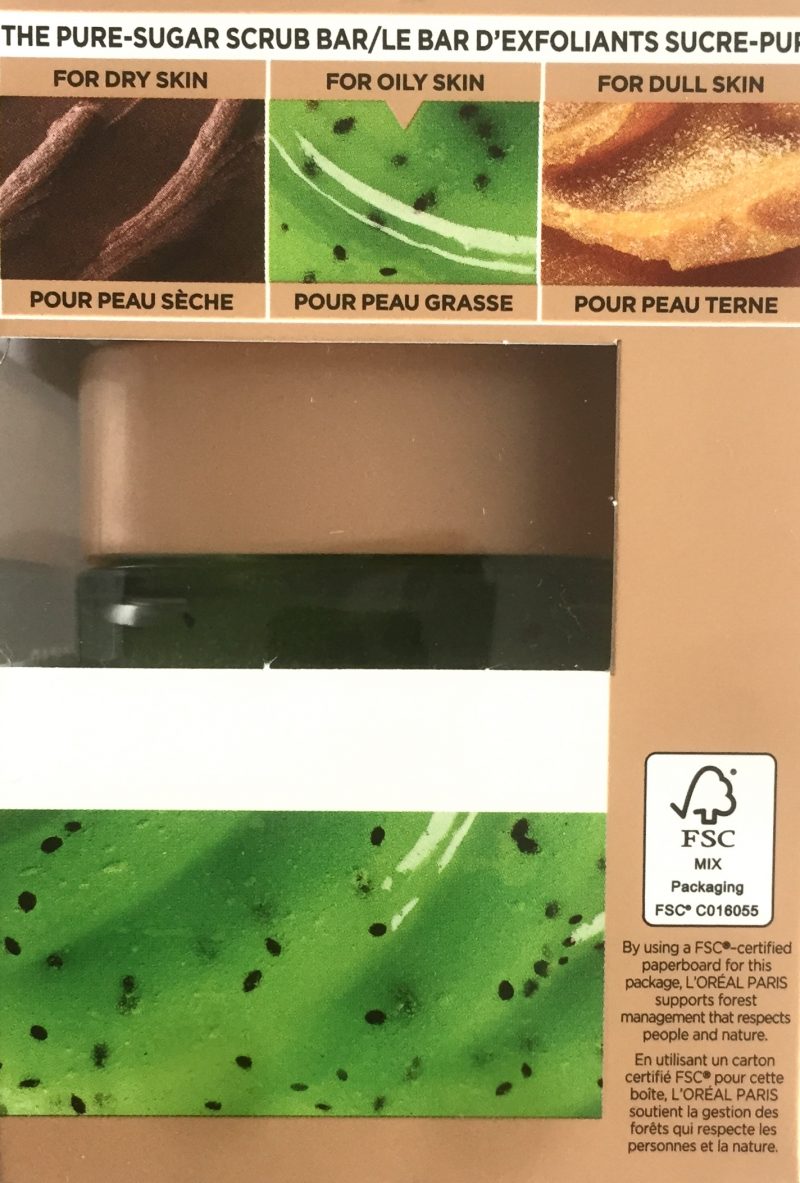 THE PURE-SUGAR SCRUB BAR/LE BAR D'EXFOLIANTS SUCRE-PUR
FOR DRY SKIN
FOR OILY SKIN
FOR DULL SKIN
POUR PEAU SÈCHE
POUR PEAU GRASSE
POUR PEAU TERNE
FSC
MIX
Packaging
FSC® C016055
By using a FSC®-certified
paperboard for this
package, L'ORÉAL PARIS
supports forest
management that respects
people and nature.
En utilisant un carton
certifié FSC® pour cette
boîte, L'ORÉAL PARIS
soutient la gestion des
forêts qui respecte les
personnes et la nature.